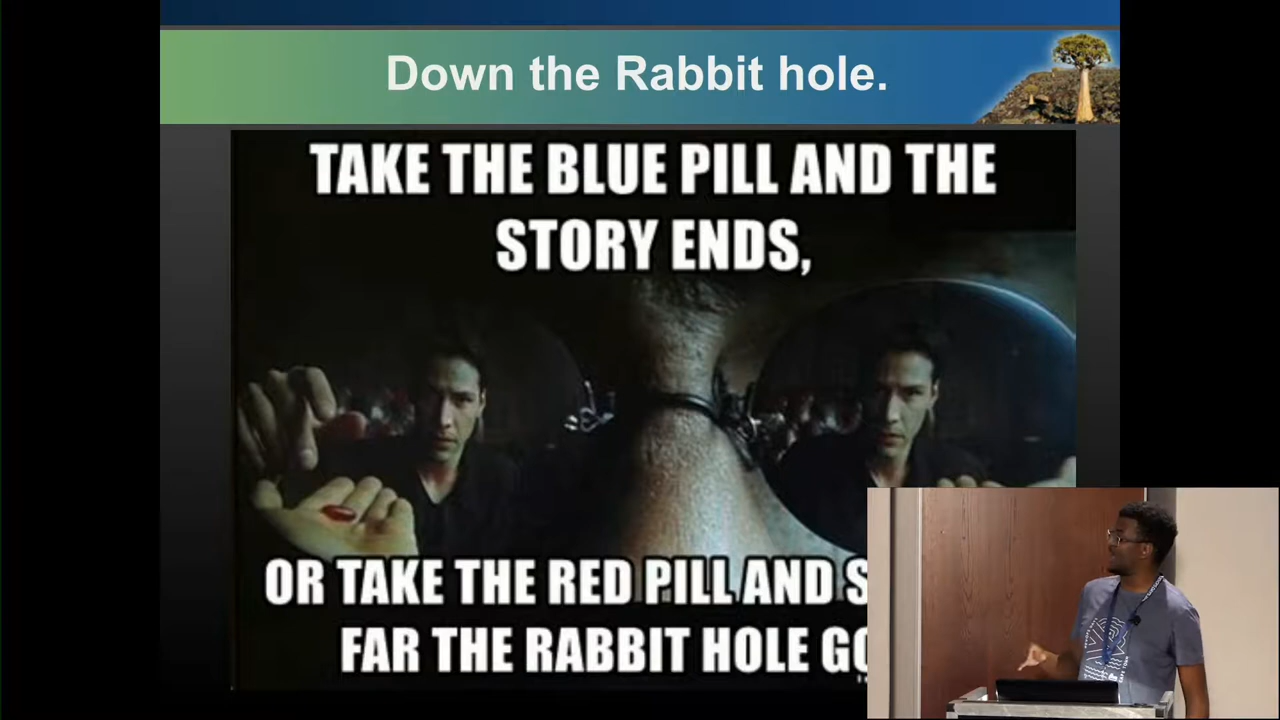 Down the Rabbit hole.
TAKE THE BLUE PILL AND THE
STORY ENDS,
OR TAKE THE RED PILL AND S
FAR THE RABBIT HOLE GO